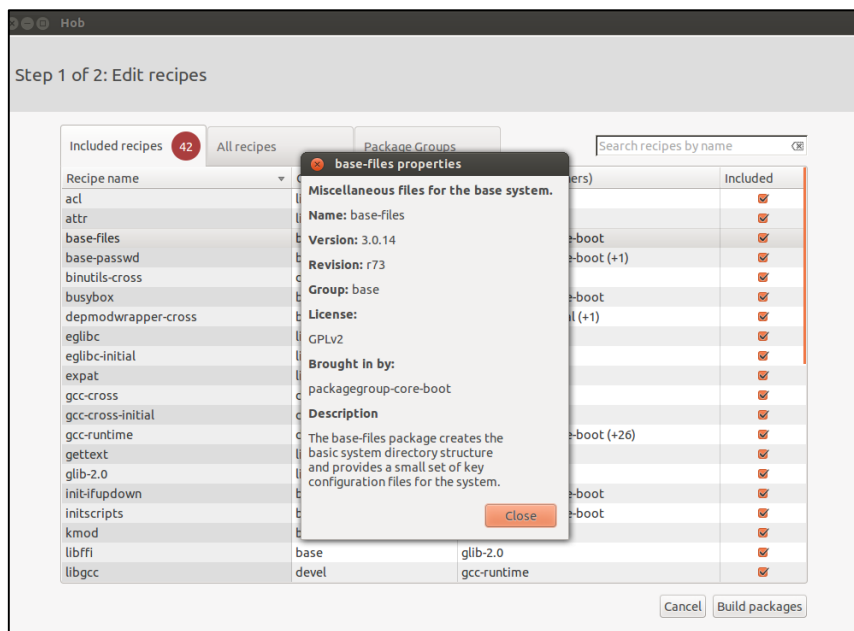 Hob
Step 1 of 2: Edit recipes
Included recipes 42 All recipes Package Groups Search recipes by name
Recipe name Included
acl
attr
base-files
base-passwd
binutils-cross
busybox
depmodwrapper-cross
eglibc
eglibc-initial
expat
gcc-cross
gcc-cross-initial
gcc-runtime
gettext
glib-2.0
init-ifupdown
initscripts
kmod
libffi base glib-2.0
libgcc devel gcc-runtime
base-files properties
Miscellaneous files for the base system.
Name: base-files
Version: 3.0.14
Revision: r73
Group: base
License:
GPLv2
Brought in by:
packagegroup-core-boot
Description
The base-files package creates the
basic system directory structure
and provides a small set of key
configuration files for the system.
Close
ers)
e-boot
e-boot (+1)
e-boot
al (+1)
e-boot (+26)
e-boot
e-boot
Cancel Build packages